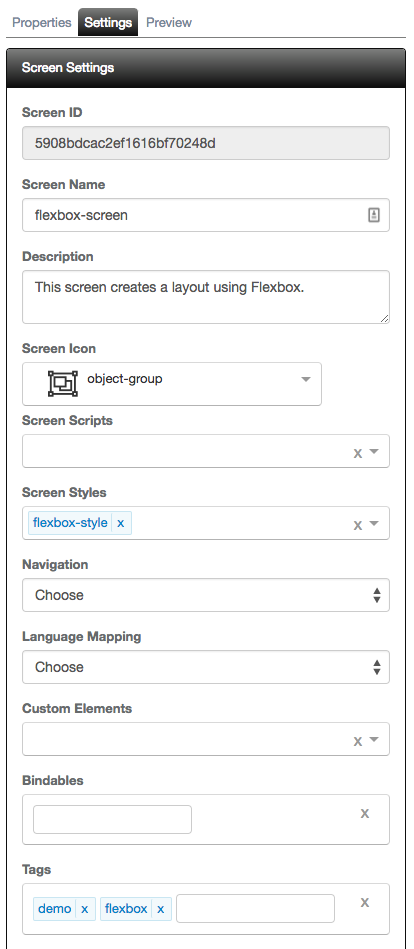 Properties Settings Preview
Screen Settings
Screen ID
5908bdcac2ef1616bf70248d
Screen Name
flexbox-screen
Description
This screen creates a layout using Flexbox.
Screen Icon
object-group
Screen Scripts
x
Screen Styles
flexbox-style x x
Navigation
Choose
Language Mapping
Choose
Custom Elements
x
Bindables
x
Tags
demo x flexbox x x